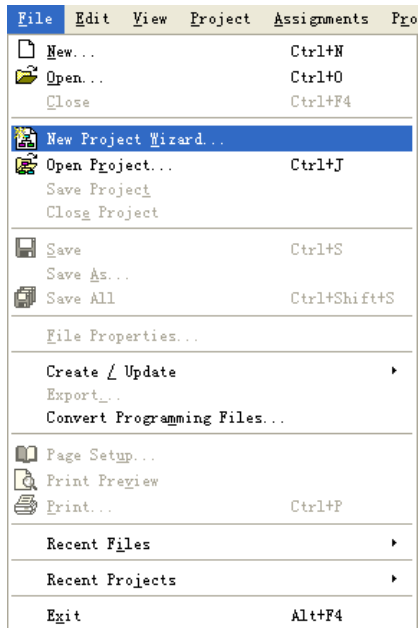 File Edit View Project Assignments Pro
New... Ctrl+N
Open... Ctrl+O
Close Ctrl+F4
New Project Wizard...
Open Project... Ctrl+J
Save Project
Close Project
Save Ctrl+S
Save As...
Save All Ctrl+Shift+S
File Properties...
Create / Update
Export...
Convert Programming Files...
Page Setup...
Print Preview
Print... Ctrl+P
Recent Files
Recent Projects
Exit Alt+F4